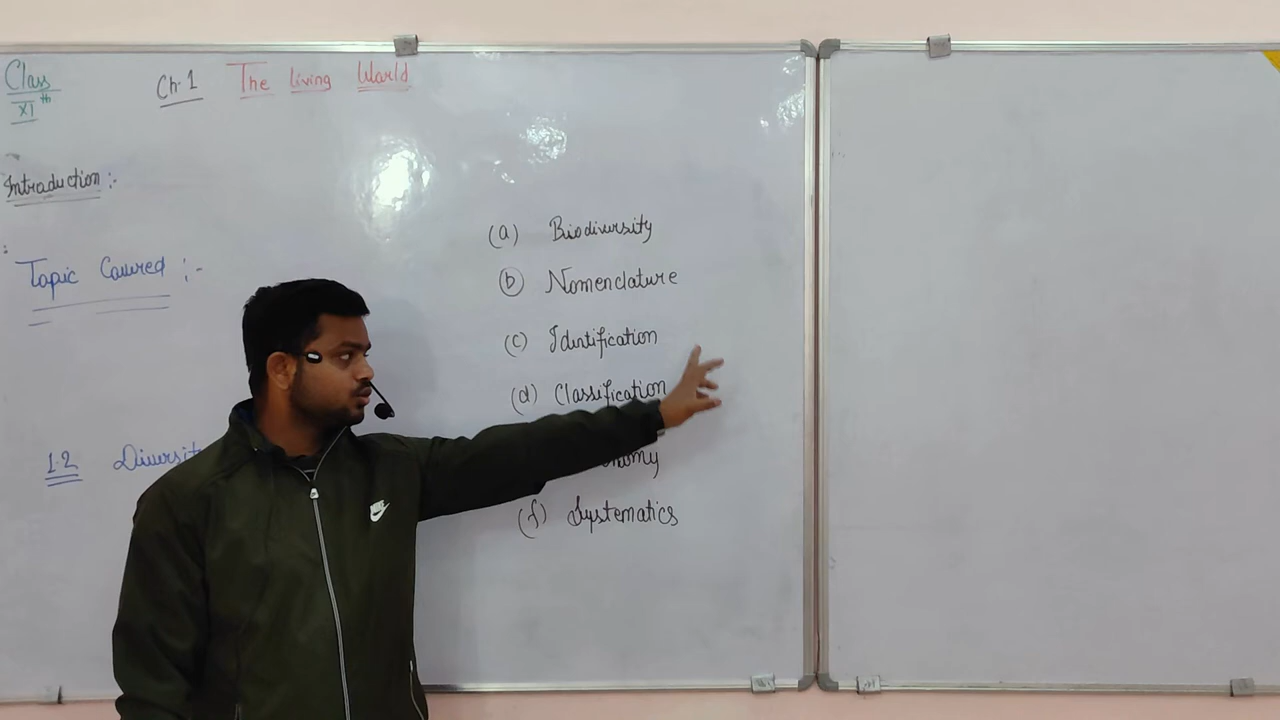 Class
XIth
Ch.1 The living World
Introduction :-
Topic Covered :-
(a) Biodiversity
(b) Nomenclature
(c) Identification
(d) Classification
1.2
(f) Systematics